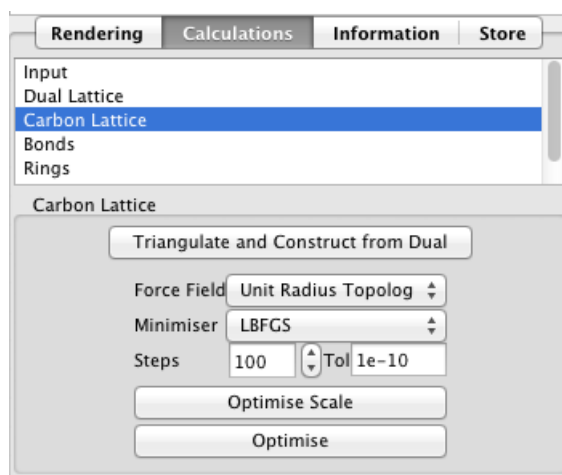 Rendering Calculations Information Store
Input
Dual Lattice
Carbon Lattice
Bonds
Rings
Carbon Lattice
Triangulate and Construct from Dual
Force Field Unit Radius Topolog
Minimiser LBFGS
Steps 100 Tol 1e-10
Optimise Scale
Optimise